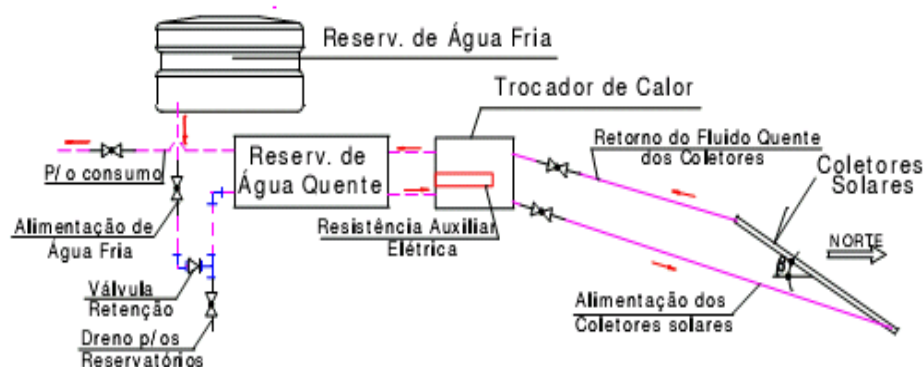 Reserv. de Água Fria
Trocador de Calor
Retorno do Fluido Quente
dos Coletores
Coletores
Solares
P/ o consumo
Reserv. de
Água Quente
Alimentação de
Água Fria
Resistência Auxiliar
Elétrica
NORTE
β
Válvula
Retenção
Alimentação dos
Coletores solares
Dreno p/os
Reservatórios